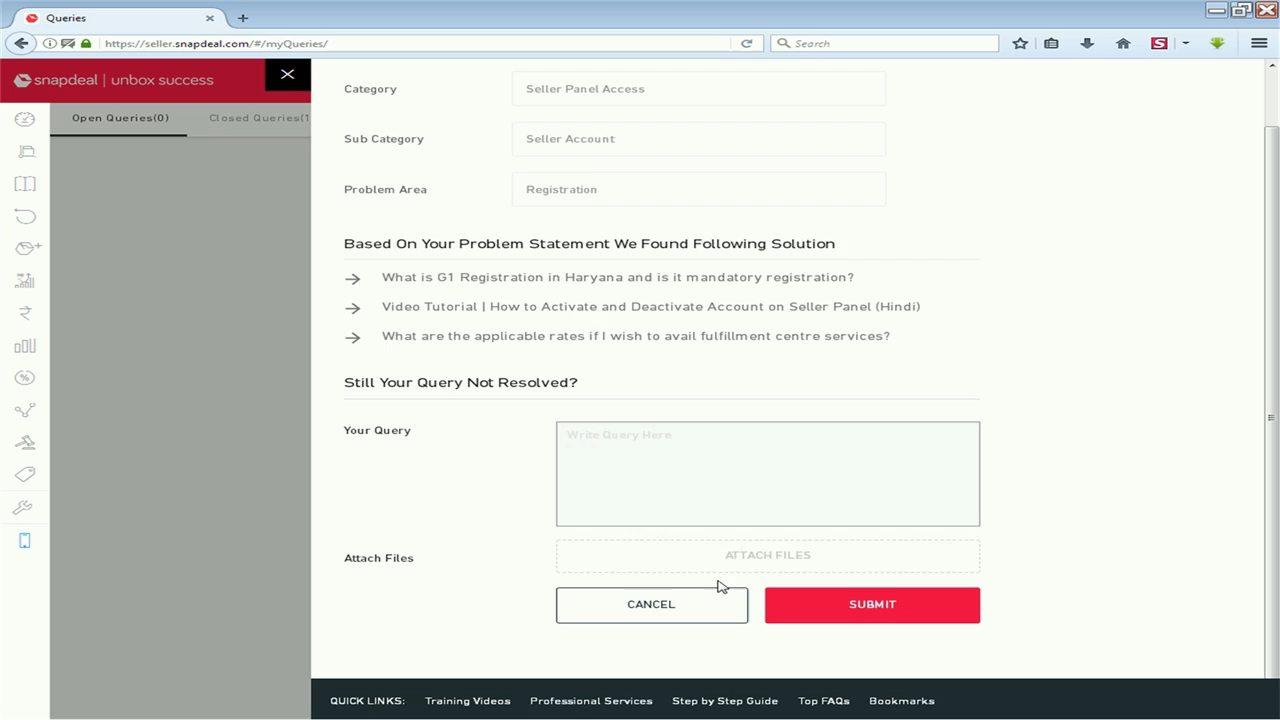 Queries
https://seller.snapdeal.com/#/myQueries/
Search
snapdeal | unbox success
Open Queries(0) Closed Queries(1
Category Seller Panel Access
Sub Category Seller Account
Problem Area Registration
Based On Your Problem Statement We Found Following Solution
What is G1 Registration in Haryana and is it mandatory registration?
Video Tutorial | How to Activate and Deactivate Account on Seller Panel (Hindi)
What are the applicable rates if I wish to avail fulfillment centre services?
Still Your Query Not Resolved?
Your Query Write Query Here
Attach Files ATTACH FILES
CANCEL SUBMIT
QUICK LINKS: Training Videos Professional Services Step by Step Guide Top FAQs Bookmarks